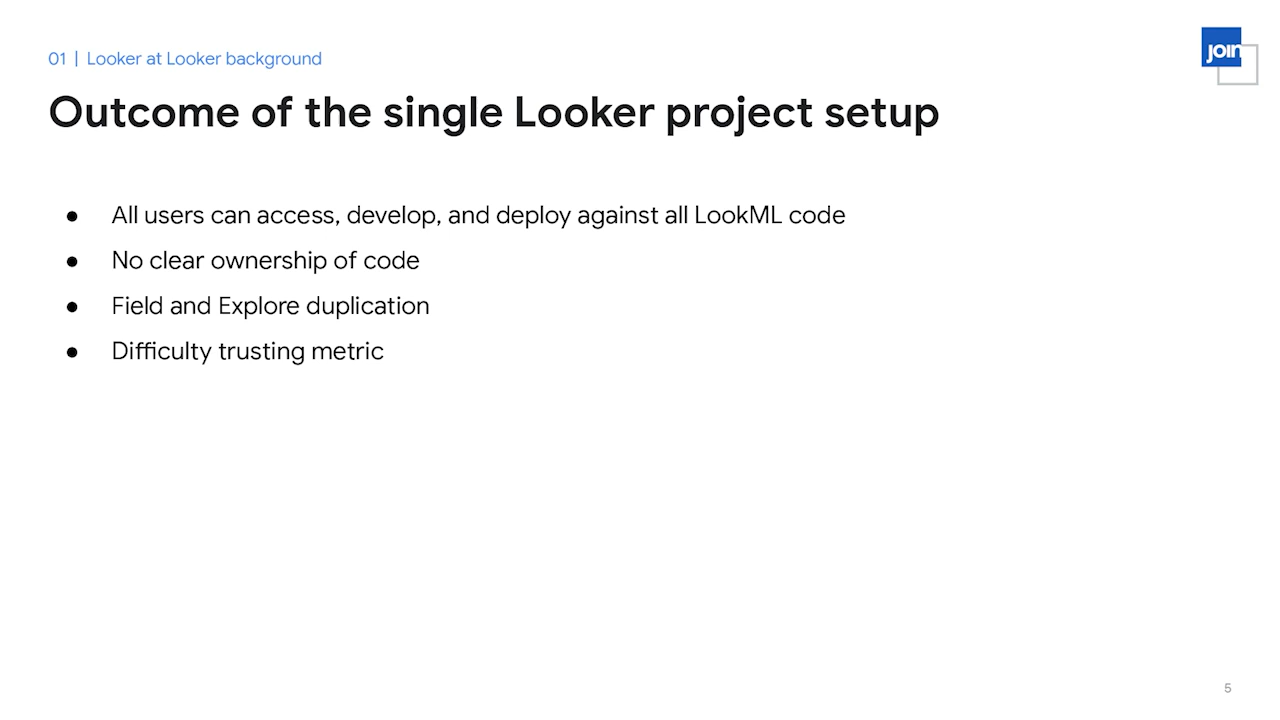 01 | Looker at Looker background
join
Outcome of the single Looker project setup
● All users can access, develop, and deploy against all LookML code
● No clear ownership of code
● Field and Explore duplication
● Difficulty trusting metric
5